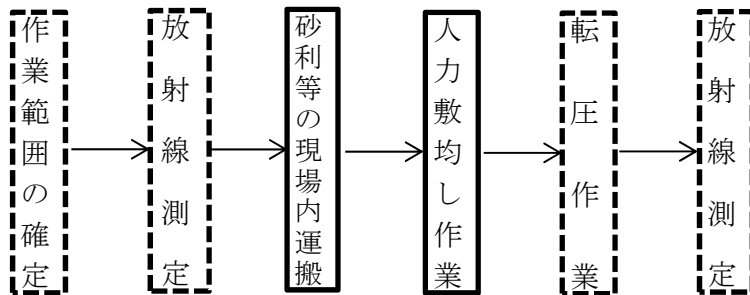 作業範囲の確定
放射線測定
砂利等の現場内運搬
人力敷均し作業
転圧作業
放射線測定